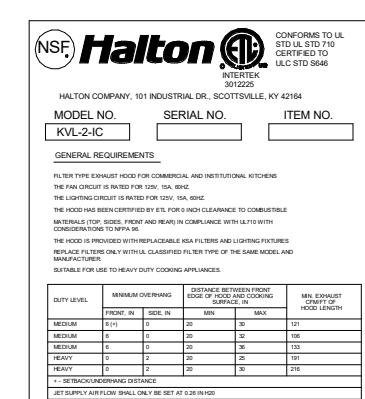 NSF
Halton
ETL
CONFORMS TO UL
STD UL STD 710
CERTIFIED TO
ULC STD S646
INTERTEK
3012225
HALTON COMPANY, 101 INDUSTRIAL DR., SCOTTSVILLE, KY 42164
MODEL NO. SERIAL NO. ITEM NO.
KVL-2-IC
GENERAL REQUIREMENTS
FILTER TYPE EXHAUST HOOD FOR COMMERCIAL AND INSTITUTIONAL KITCHENS
THE FAN CIRCUIT IS RATED FOR 125V, 15A, 60HZ.
THE LIGHTING CIRCUIT IS RATED FOR 125V, 15A, 60HZ.
THE HOOD HAS BEEN CERTIFIED BY ETL FOR 0 INCH CLEARANCE TO COMBUSTIBLE
MATERIALS (TOP, SIDES, FRONT AND REAR) IN COMPLIANCE WITH UL710 WITH
CONSIDERATIONS TO NFPA 96.
THE HOOD IS PROVIDED WITH REPLACEABLE KSA FILTERS AND LIGHTING FIXTURES
REPLACE FILTERS ONLY WITH UL CLASSIFIED FILTER TYPE OF THE SAME MODEL AND
MANUFACTURER.
SUITABLE FOR USE TO HEAVY DUTY COOKING APPLIANCES.
DUTY LEVEL
MINIMUM OVERHANG
DISTANCE BETWEEN FRONT
EDGE OF HOOD AND COOKING
SURFACE, IN
MIN. EXHAUST
CFM/FT OF
HOOD LENGTH
FRONT, IN SIDE, IN MIN MAX
MEDIUM 6 (+) 0 20 30 121
MEDIUM 6 0 20 32 106
MEDIUM 6 0 20 36 133
HEAVY 0 2 20 25 191
HEAVY 0 2 20 30 216
+ - SETBACK/UNDERHANG DISTANCE
JET SUPPLY AIR FLOW SHALL ONLY BE SET AT 0.26 IN H20